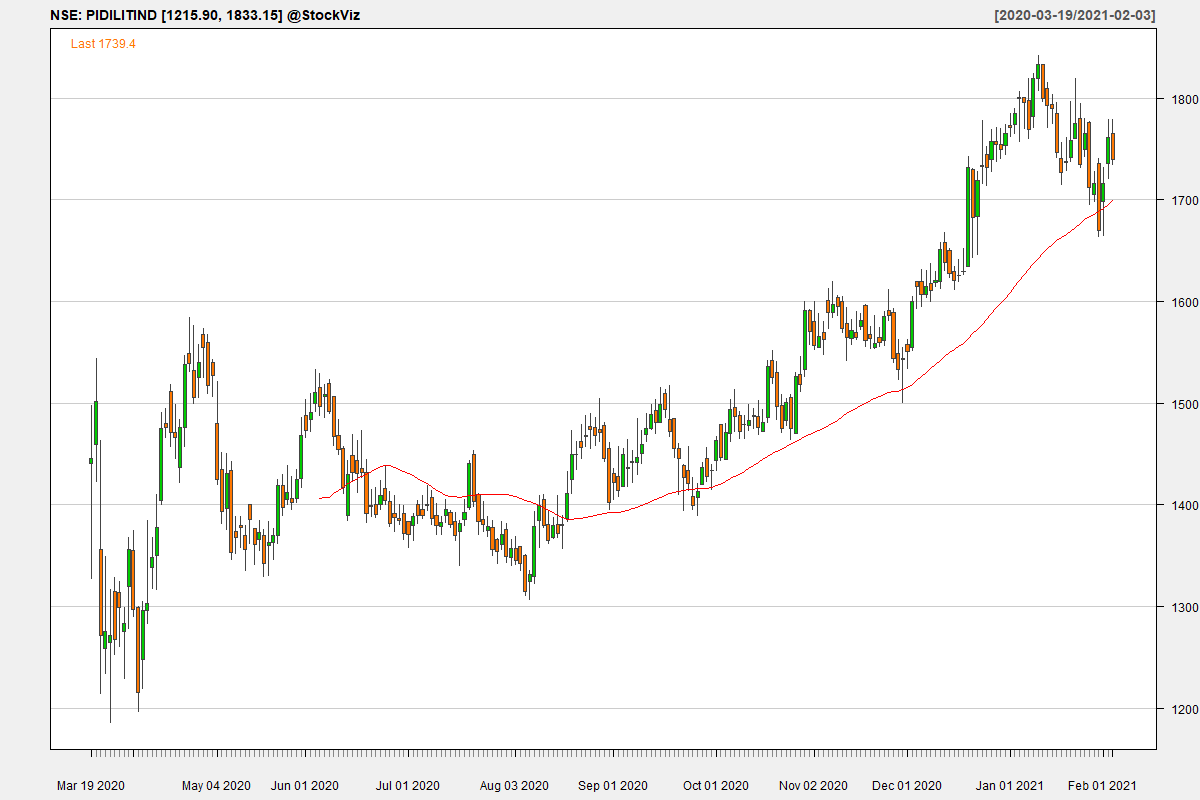 NSE: PIDILITIND [1215.90, 1833.15] @StockViz [2020-03-19/2021-02-03]
Last 1739.4
1800
1700
1600
1500
1400
1300
1200
Mar 19 2020 May 04 2020 Jun 01 2020 Jul 01 2020 Aug 03 2020 Sep 01 2020 Oct 01 2020 Nov 02 2020 Dec 01 2020 Jan 01 2021 Feb 01 2021